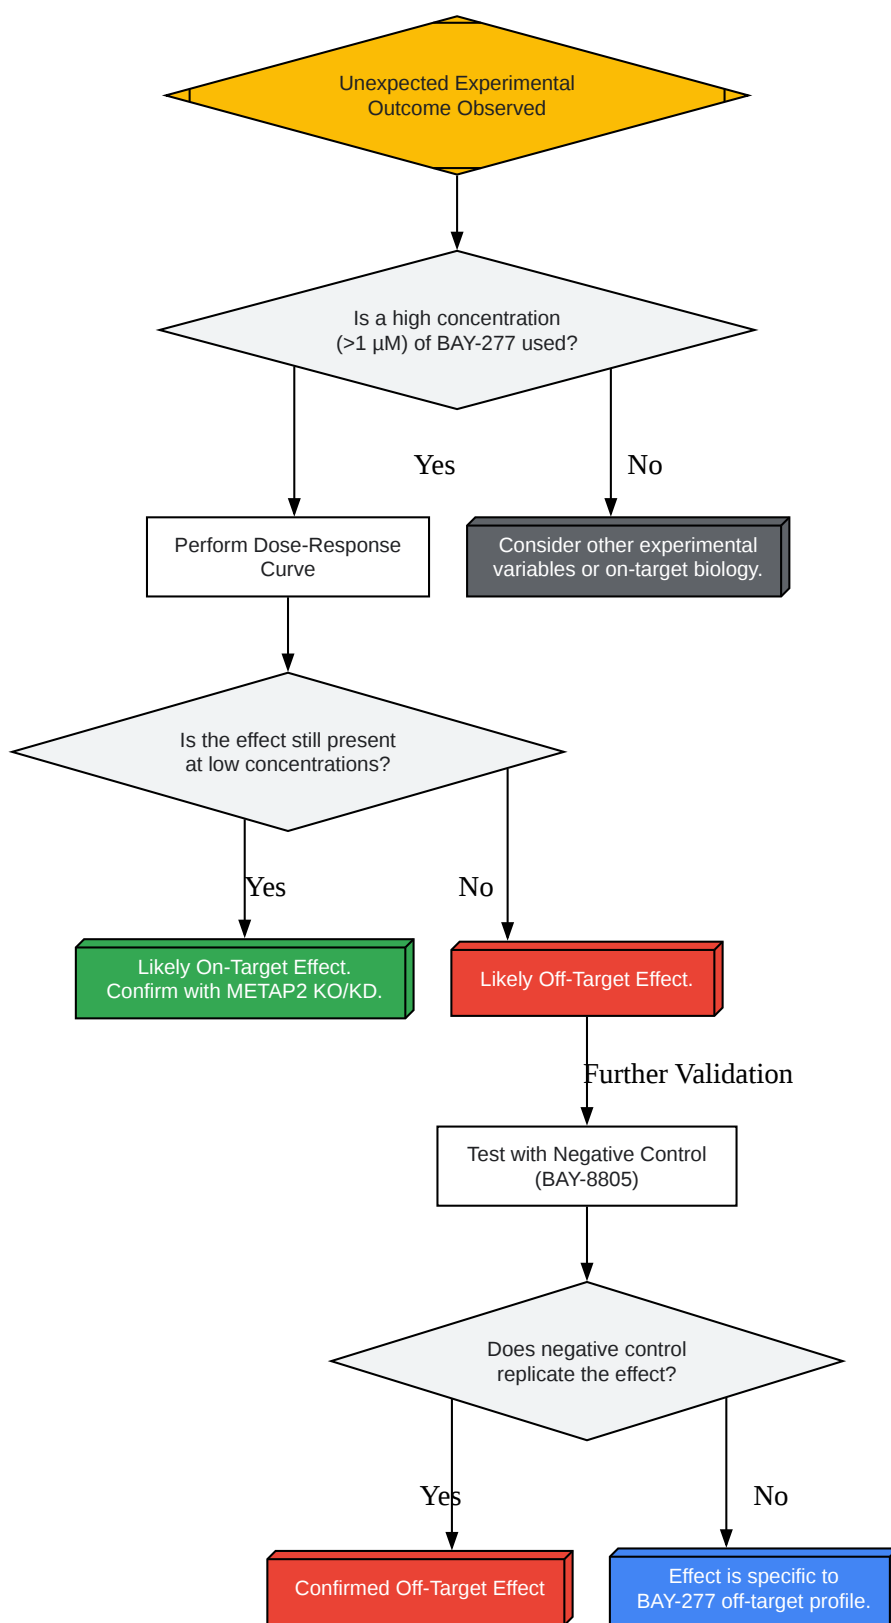 Unexpected Experimental
Outcome Observed
Is a high concentration
(>1 µM) of BAY-277 used?
Yes
No
Perform Dose-Response
Curve
Consider other experimental
variables or on-target biology.
Is the effect still present
at low concentrations?
Yes
No
Likely On-Target Effect.
Confirm with METAP2 KO/KD.
Likely Off-Target Effect.
Further Validation
Test with Negative Control
(BAY-8805)
Does negative control
replicate the effect?
Yes
No
Confirmed Off-Target Effect
Effect is specific to
BAY-277 off-target profile.